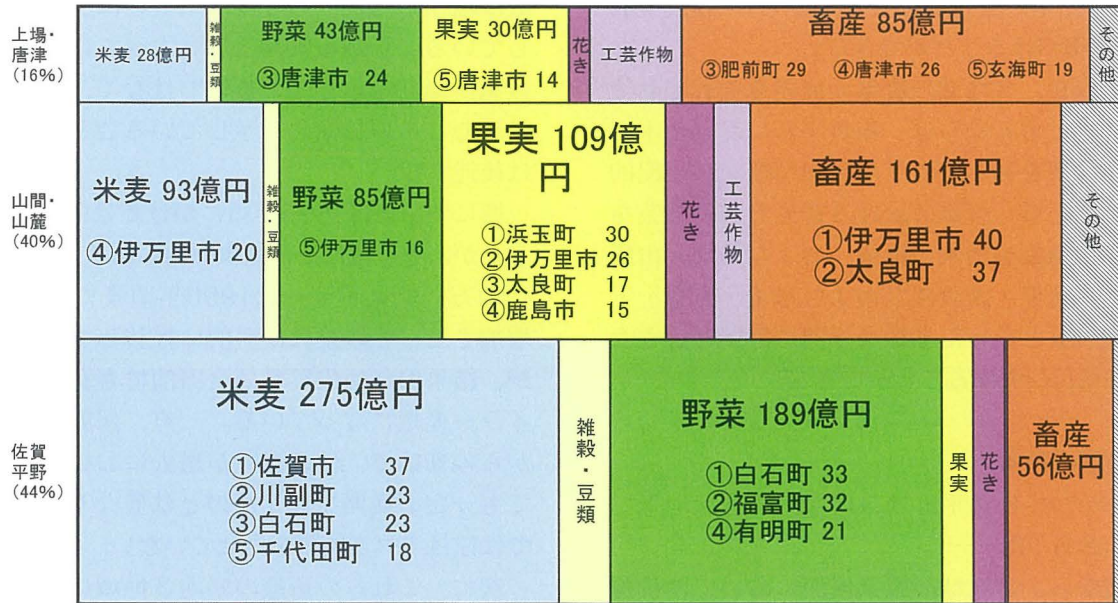 上場・
唐津
(16%)
米麦 28億円
雑穀・豆類
野菜 43億円
③唐津市 24
果実 30億円
⑤唐津市 14
花き
工芸作物
畜産 85億円
③肥前町 29 ④唐津市 26 ⑤玄海町 19
その他
山間・
山麓
(40%)
米麦 93億円
④伊万里市 20
雑穀・豆類
野菜 85億円
⑤伊万里市 16
果実 109億
円
①浜玉町 30
②伊万里市 26
③太良町 17
④鹿島市 15
花き
工芸作物
畜産 161億円
①伊万里市 40
②太良町 37
その他
佐賀
平野
(44%)
米麦 275億円
①佐賀市 37
②川副町 23
③白石町 23
⑤千代田町 18
雑穀・豆類
野菜 189億円
①白石町 33
②福富町 32
④有明町 21
果実
花き
畜産
56億円